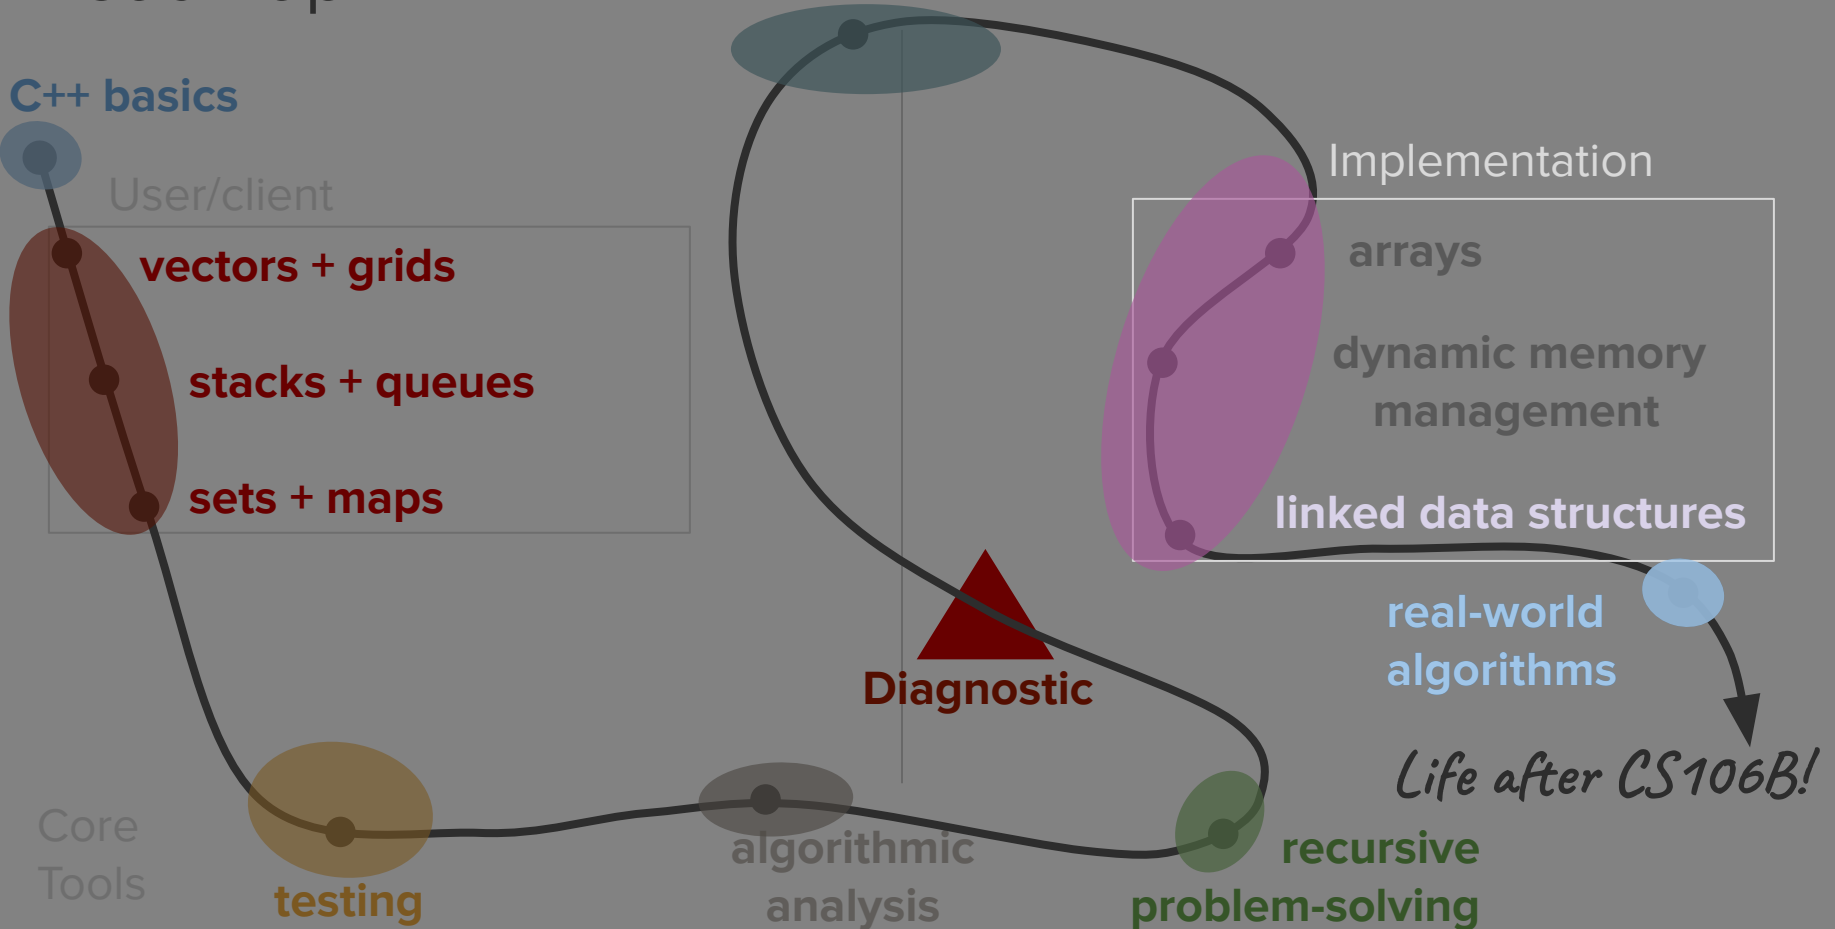 C++ basics
User/client
vectors + grids
stacks + queues
sets + maps
Core
Tools
testing
algorithmic
analysis
recursive
problem-solving
Diagnostic
Implementation
arrays
dynamic memory
management
linked data structures
real-world
algorithms
Life after CS106B!